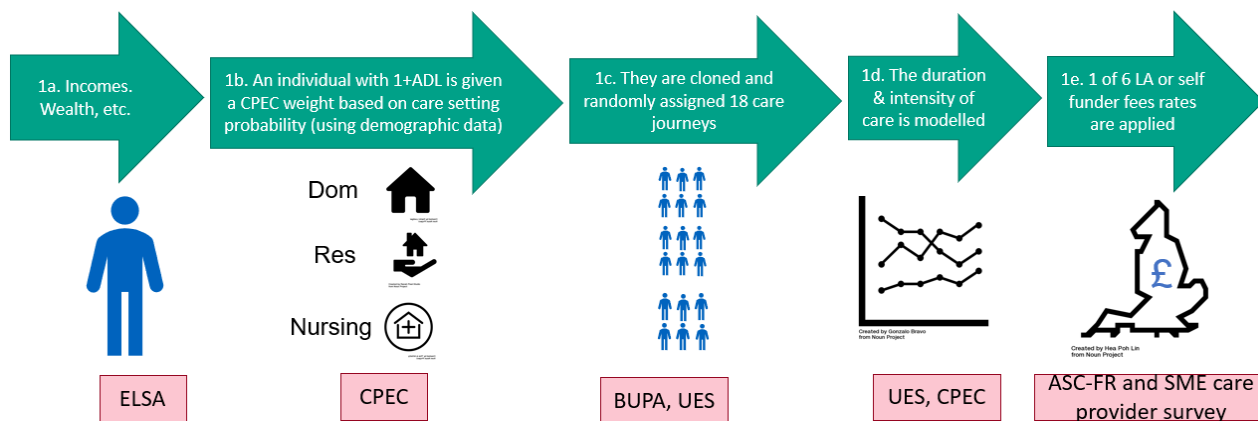 1a. Incomes.
Wealth, etc.
1b. An individual with 1+ADL is given
a CPEC weight based on care setting
probability (using demographic data)
1c. They are cloned and
randomly assigned 18 care
journeys
1d. The duration
& intensity of
care is modelled
1e. 1 of 6 LA or self
funder fees rates
are applied
Dom
Res
Nursing
£
Created by Gonzalo Bravo
from Noun Project
Created by Hea Poh Lin
from Noun Project
ELSA
CPEC
BUPA, UES
UES, CPEC
ASC-FR and SME care
provider survey